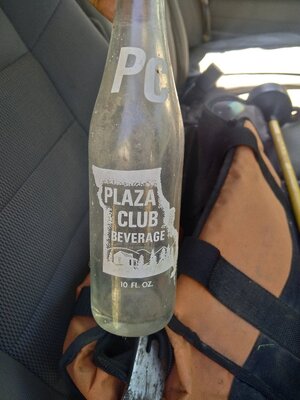 PC
PLAZA
CLUB
BEVERAGE
10 FL. OZ.